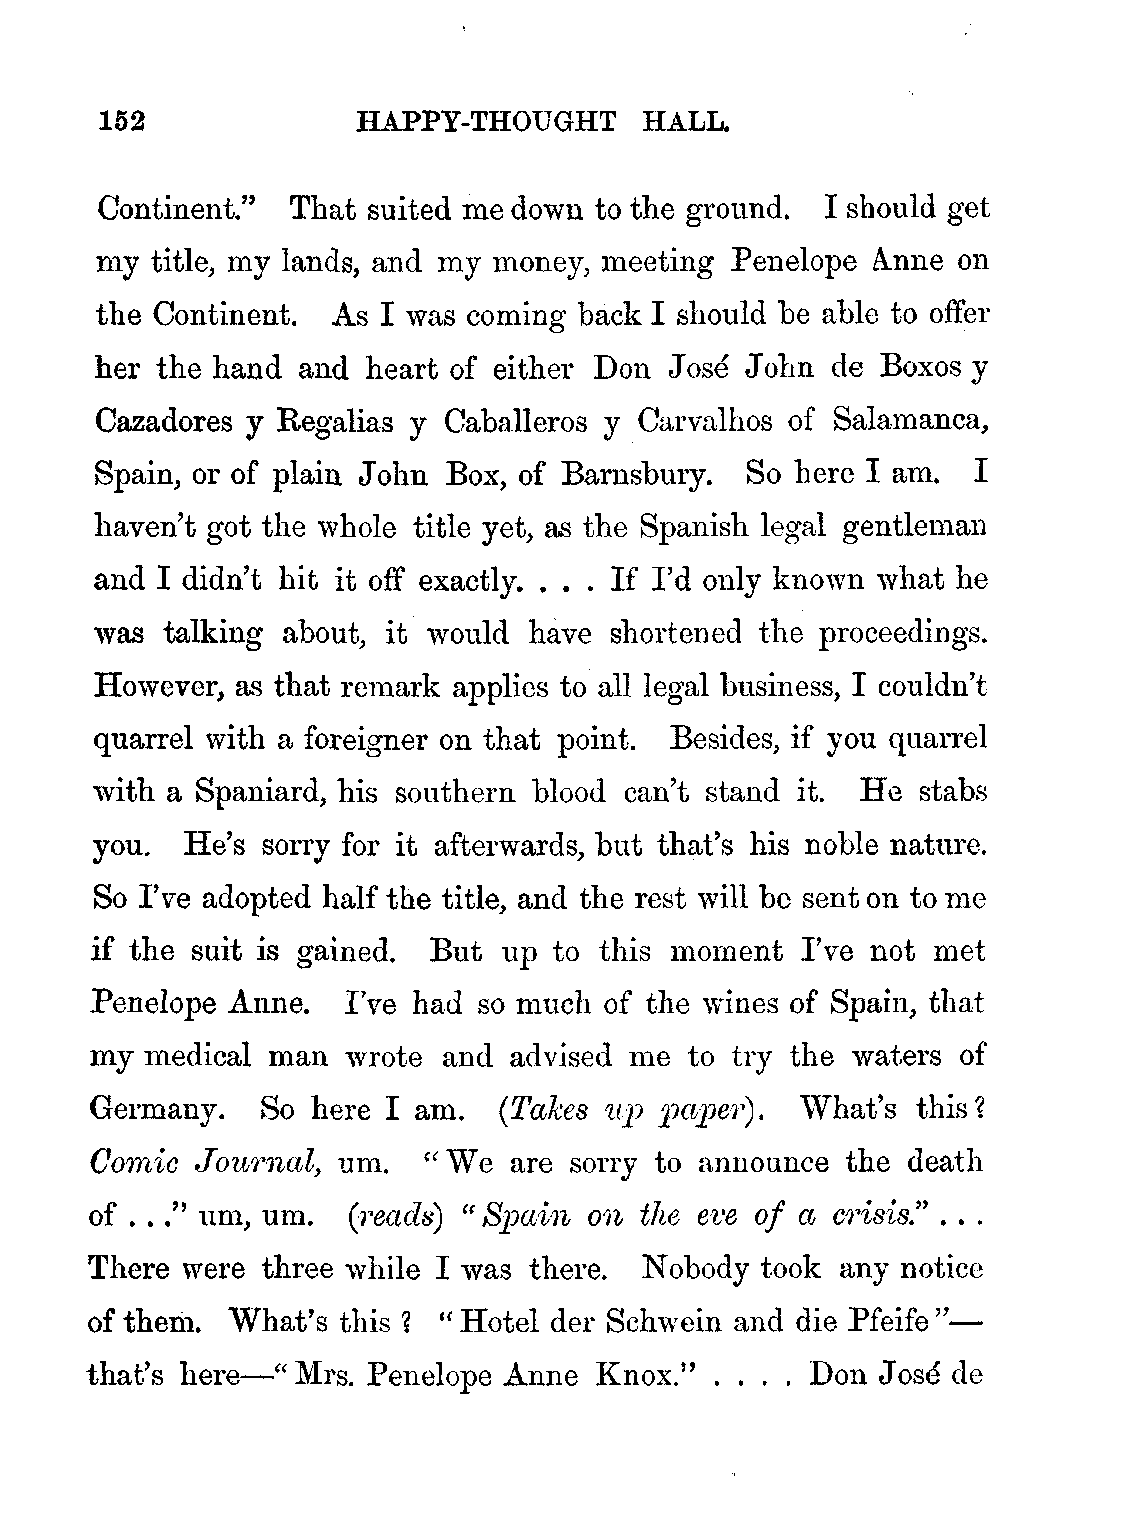 152 HAPPY-THOUGHT HALL.
Continent." That suited me down to the ground. I should get
my title, my lands, and my money, meeting Penelope Anne on
the Continent. As I was coming back I should be able to offer
her the hand and heart of either Don José John de Boxos y
Cazadores y Regalias y Caballeros y Carvalhos of Salamanca,
Spain, or of plain John Box, of Barnsbury. So here I am. I
haven't got the whole title yet, as the Spanish legal gentleman
and I didn't hit it off exactly. . . . If I'd only known what he
was talking about, it would have shortened the proceedings.
However, as that remark applies to all legal business, I couldn't
quarrel with a foreigner on that point. Besides, if you quarrel
with a Spaniard, his southern blood can't stand it. He stabs
you. He's sorry for it afterwards, but that's his noble nature.
So I've adopted half the title, and the rest will be sent on to me
if the suit is gained. But up to this moment I've not met
Penelope Anne. I've had so much of the wines of Spain, that
my medical man wrote and advised me to try the waters of
Germany. So here I am. (Takes up paper). What's this?
Comic Journal, um. "We are sorry to announce the death
of . . ." um, um. (reads) "Spain on the eve of a crisis." . . .
There were three while I was there. Nobody took any notice
of them. What's this? "Hotel der Schwein and die Pfeife"—
that's here—"Mrs. Penelope Anne Knox." . . . . Don José de